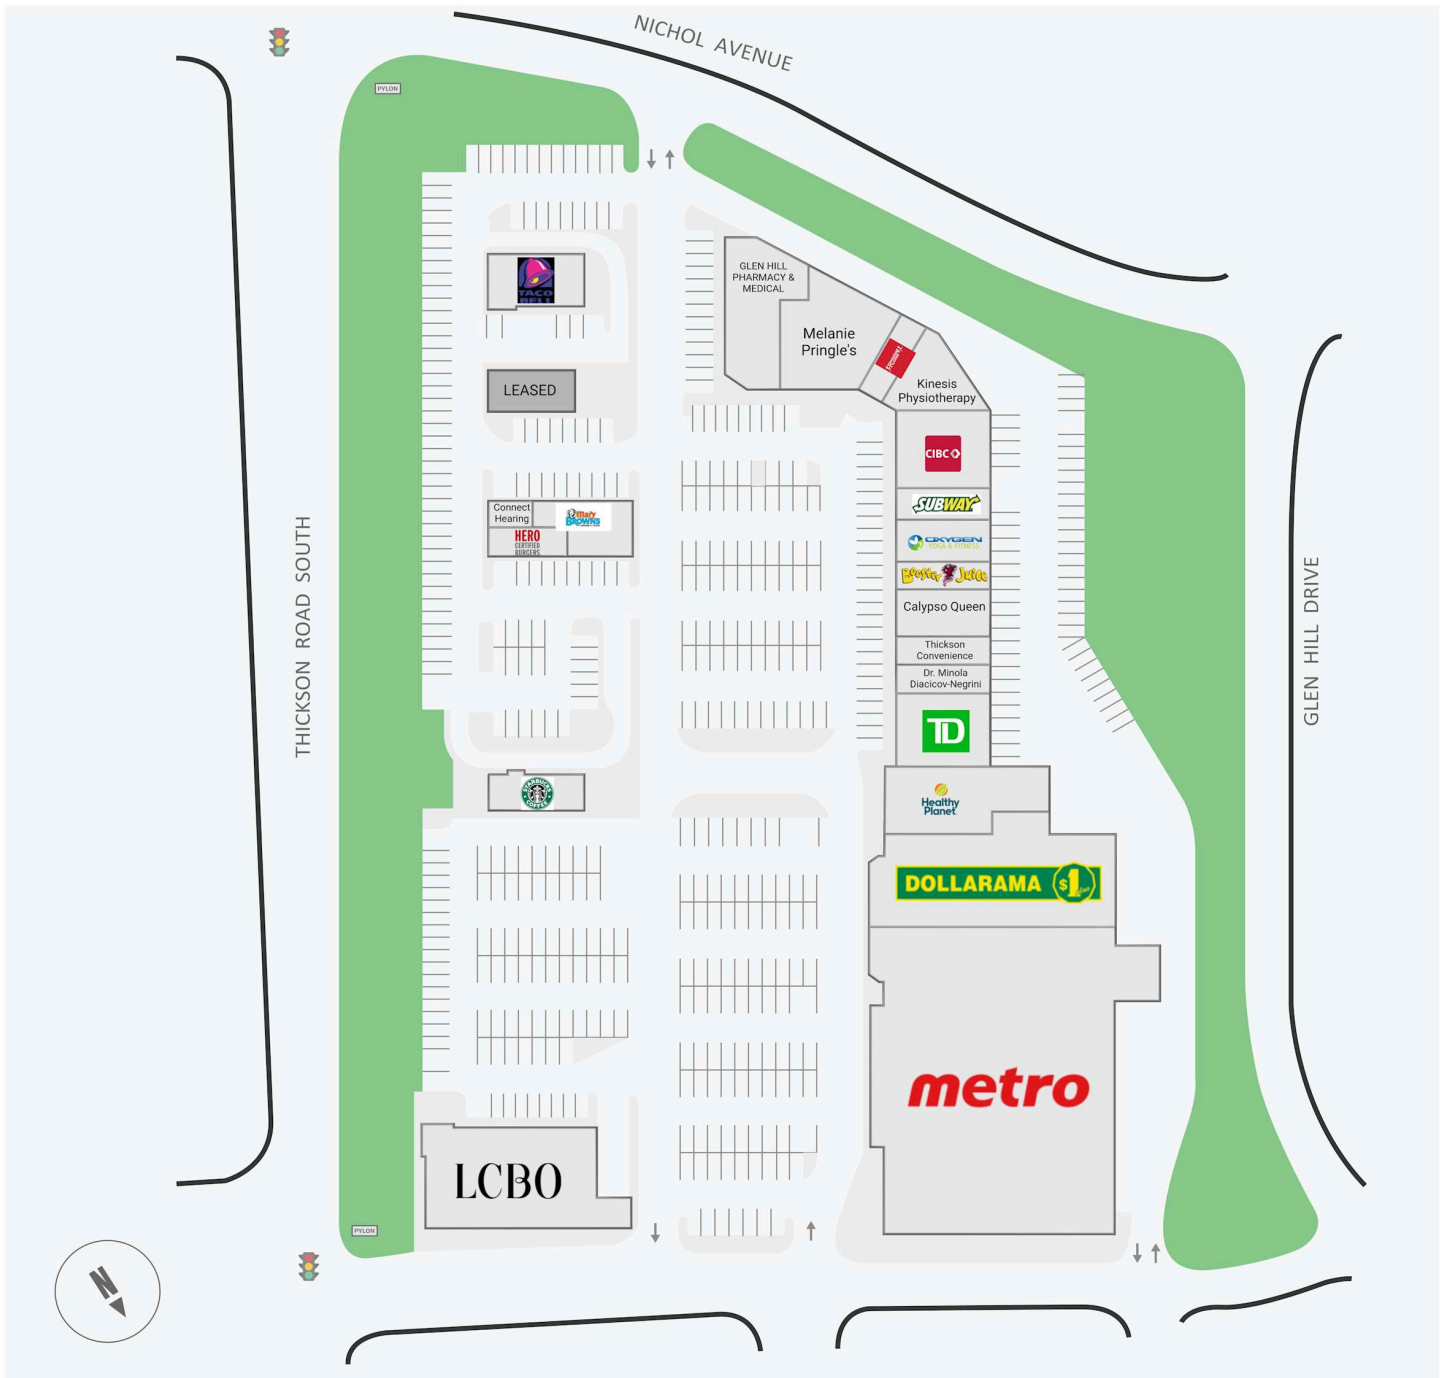 NICHOL AVENUE
PYLON
GLEN HILL
PHARMACY &
MEDICAL
TACO
BELL
Melanie
Pringle's
Kinesis
Physiotherapy
LEASED
CIBC
SUBWAY
Connect
Hearing
Mary
BROWN'S
HERO
CERTIFIED
BURGERS
OXYGEN
YOGA & FITNESS
Booster Juice
Calypso Queen
THICKSON ROAD SOUTH
GLEN HILL DRIVE
Thickson
Convenience
Dr. Minola
Diacicov-Negrini
TD
STARBUCKS
COFFEE
Healthy
Planet
DOLLARAMA $1
metro
LCBO
PYLON
N